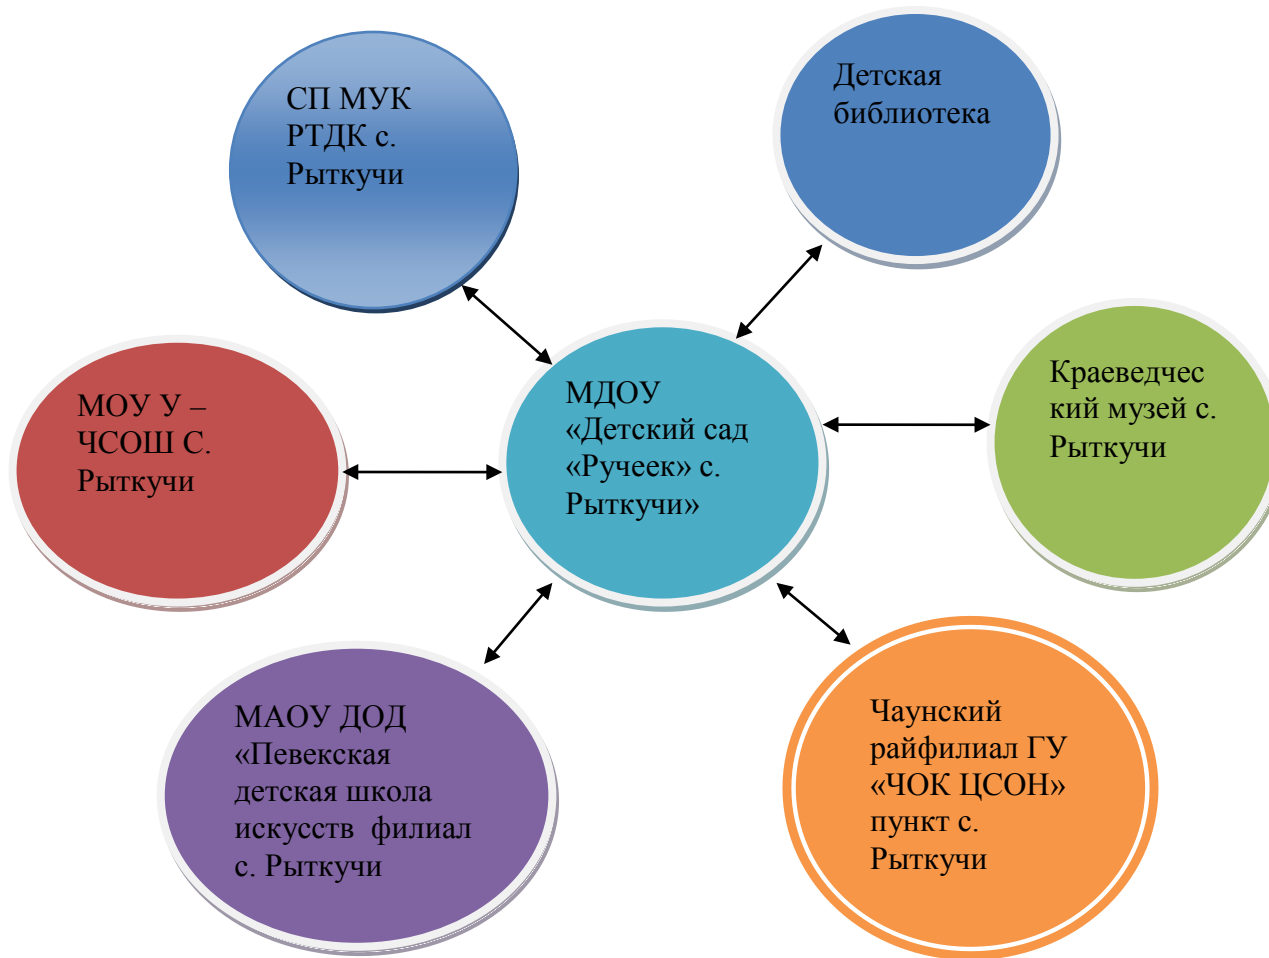 СП МУК
РТДК с.
Рыткучи
Детская
библиотека
МОУ У –
ЧСОШ С.
Рыткучи
МДОУ
«Детский сад
«Ручеек» с.
Рыткучи»
Краеведчес
кий музей с.
Рыткучи
МАОУ ДОД
«Певекская
детская школа
искусств филиал
с. Рыткучи
Чаунский
райфилиал ГУ
«ЧОК ЦСОН»
пункт с.
Рыткучи